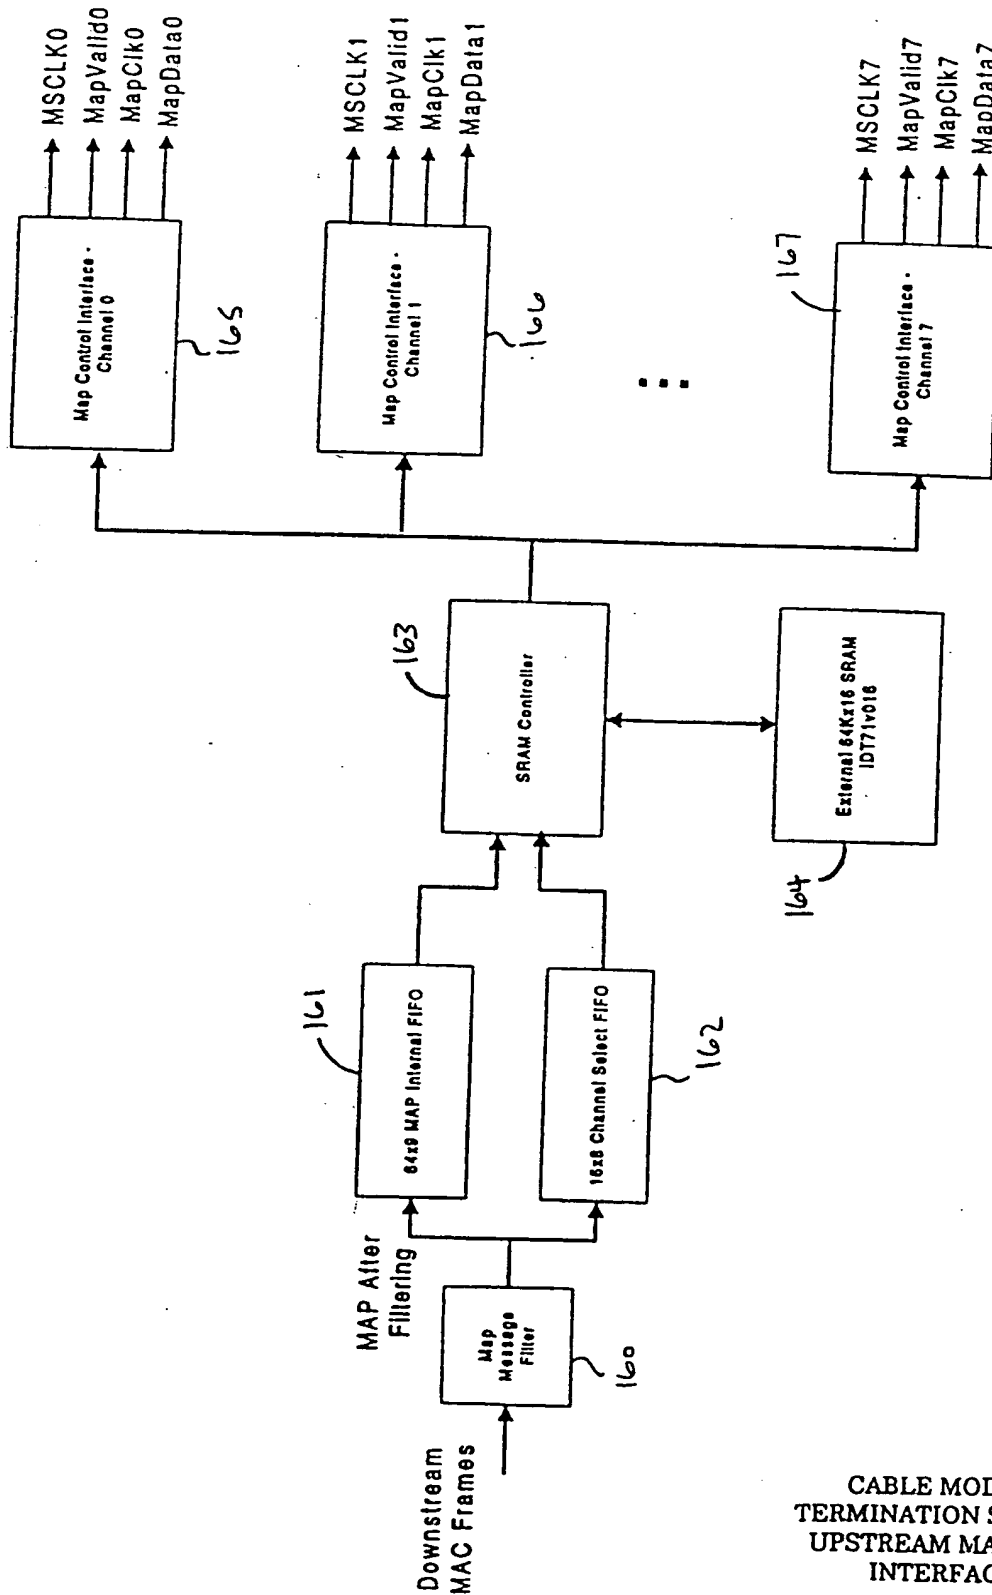 Downstream
MAC Frames
Map
Message
Filter
160
MAP After
Filtering
64x9 MAP Internal FIFO
161
16x8 Channel Select FIFO
162
SRAM Controller
163
External 64Kx16 SRAM
IDT71v016
164
Map Control Interface -
Channel 0
165
MSCLK0
MapValid0
MapClk0
MapData0
Map Control Interface -
Channel 1
166
MSCLK1
MapValid1
MapClk1
MapData1
...
Map Control Interface -
Channel 7
167
MSCLK7
MapValid7
MapClk7
MapData7
CABLE MOD
TERMINATION S
UPSTREAM MA
INTERFAC